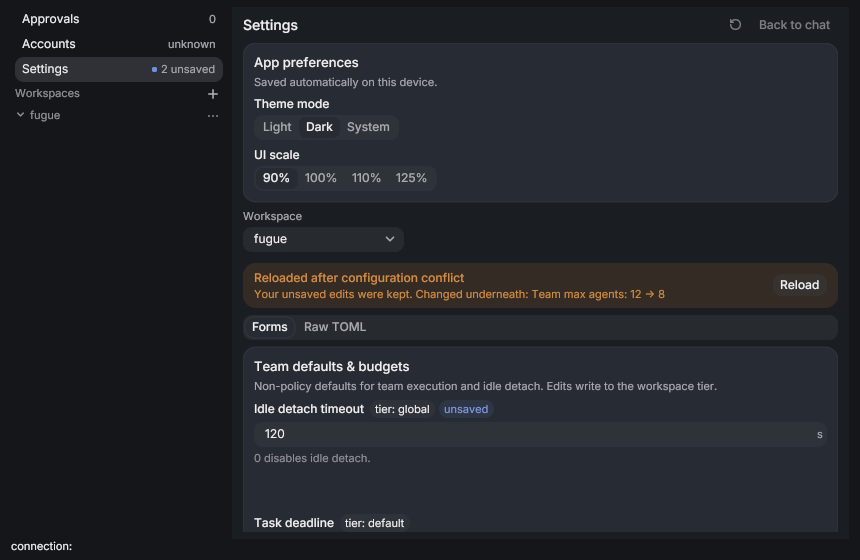 Approvals 0
Accounts unknown
Settings 2 unsaved
Workspaces +
fugue ...
connection:
Settings Back to chat
App preferences
Saved automatically on this device.
Theme mode
Light Dark System
UI scale
90% 100% 110% 125%
Workspace
fugue
Reloaded after configuration conflict
Your unsaved edits were kept. Changed underneath: Team max agents: 12 → 8
Reload
Forms Raw TOML
Team defaults & budgets
Non-policy defaults for team execution and idle detach. Edits write to the workspace tier.
Idle detach timeout tier: global unsaved
120 s
0 disables idle detach.
Task deadline tier: default